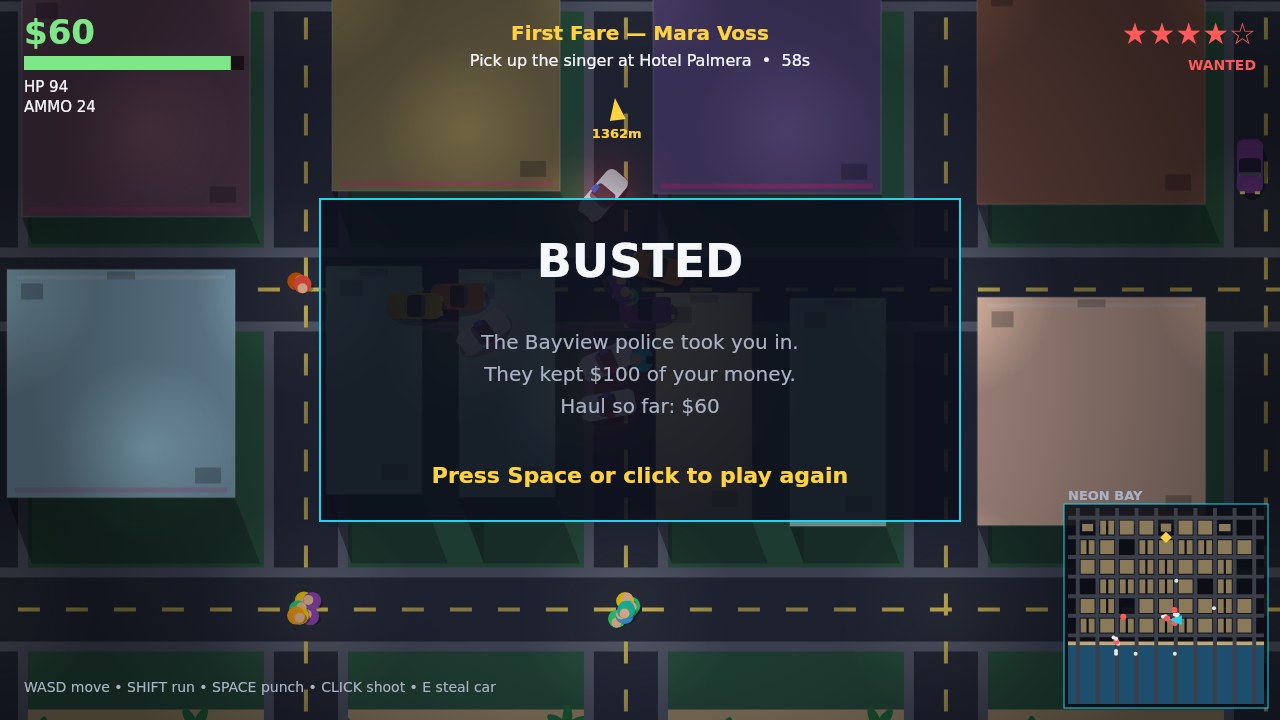 $60
HP 94
AMMO 24
First Fare — Mara Voss
Pick up the singer at Hotel Palmera • 58s
1362m
★★★★☆
WANTED
BUSTED
The Bayview police took you in.
They kept $100 of your money.
Haul so far: $60
Press Space or click to play again
NEON BAY
WASD move • SHIFT run • SPACE punch • CLICK shoot • E steal car